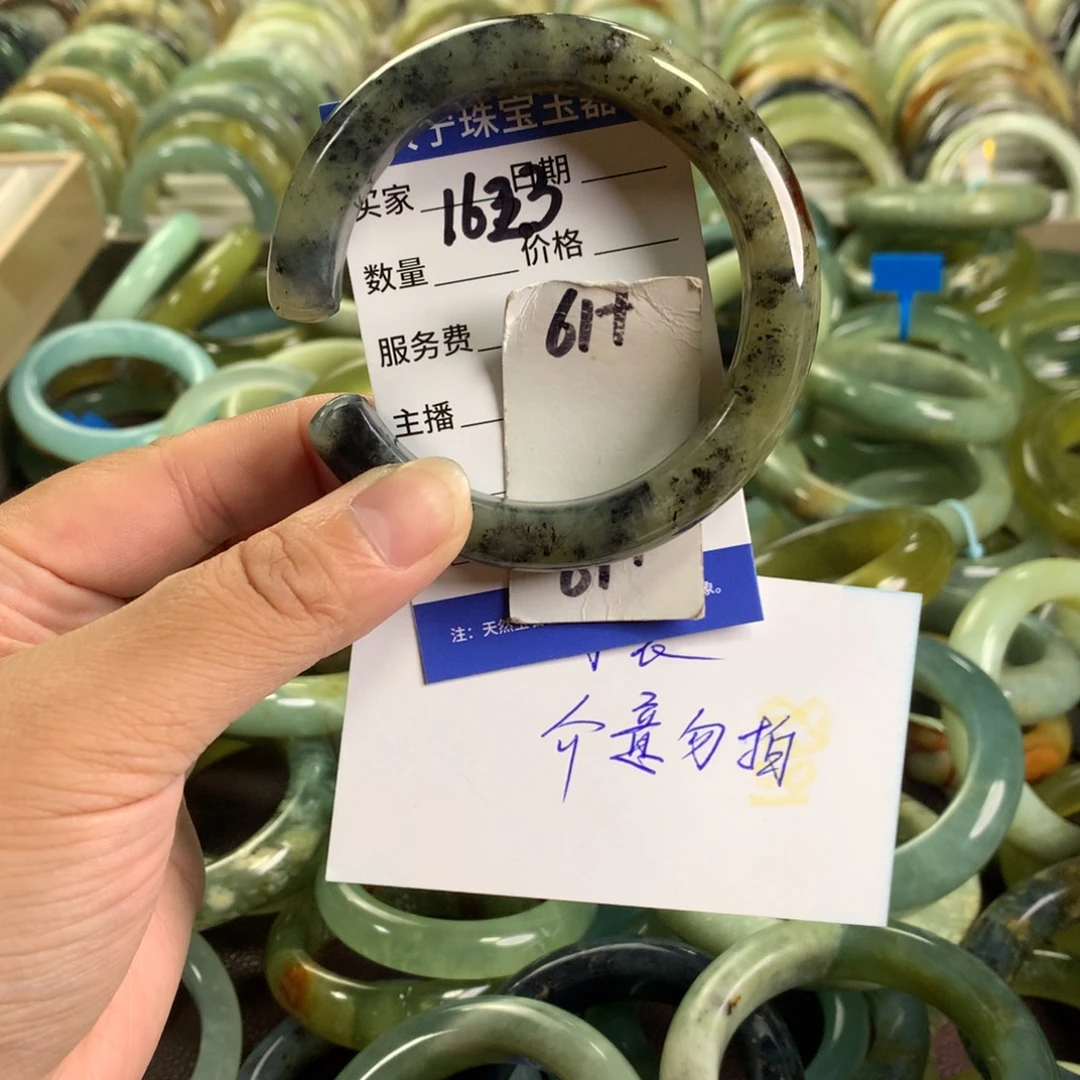 宁珠宝玉器
买家 1623 日期
数量 价格
服务费
61+
主播
61+
注：天然
象。
介意勿拍